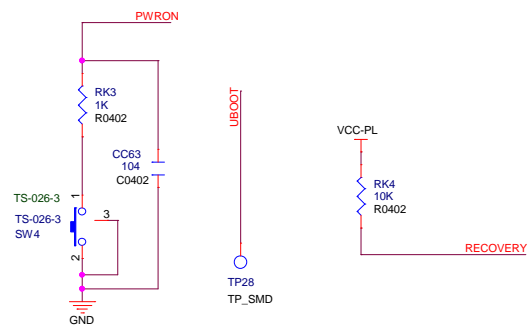 PWRON
RK3
1K
R0402
UBOOT
VCC-PL
CC63
104
C0402
RK4
10K
R0402
TS-026-3
1
TS-026-3
3
SW4
2
RECOVERY
TP28
TP_SMD
GND